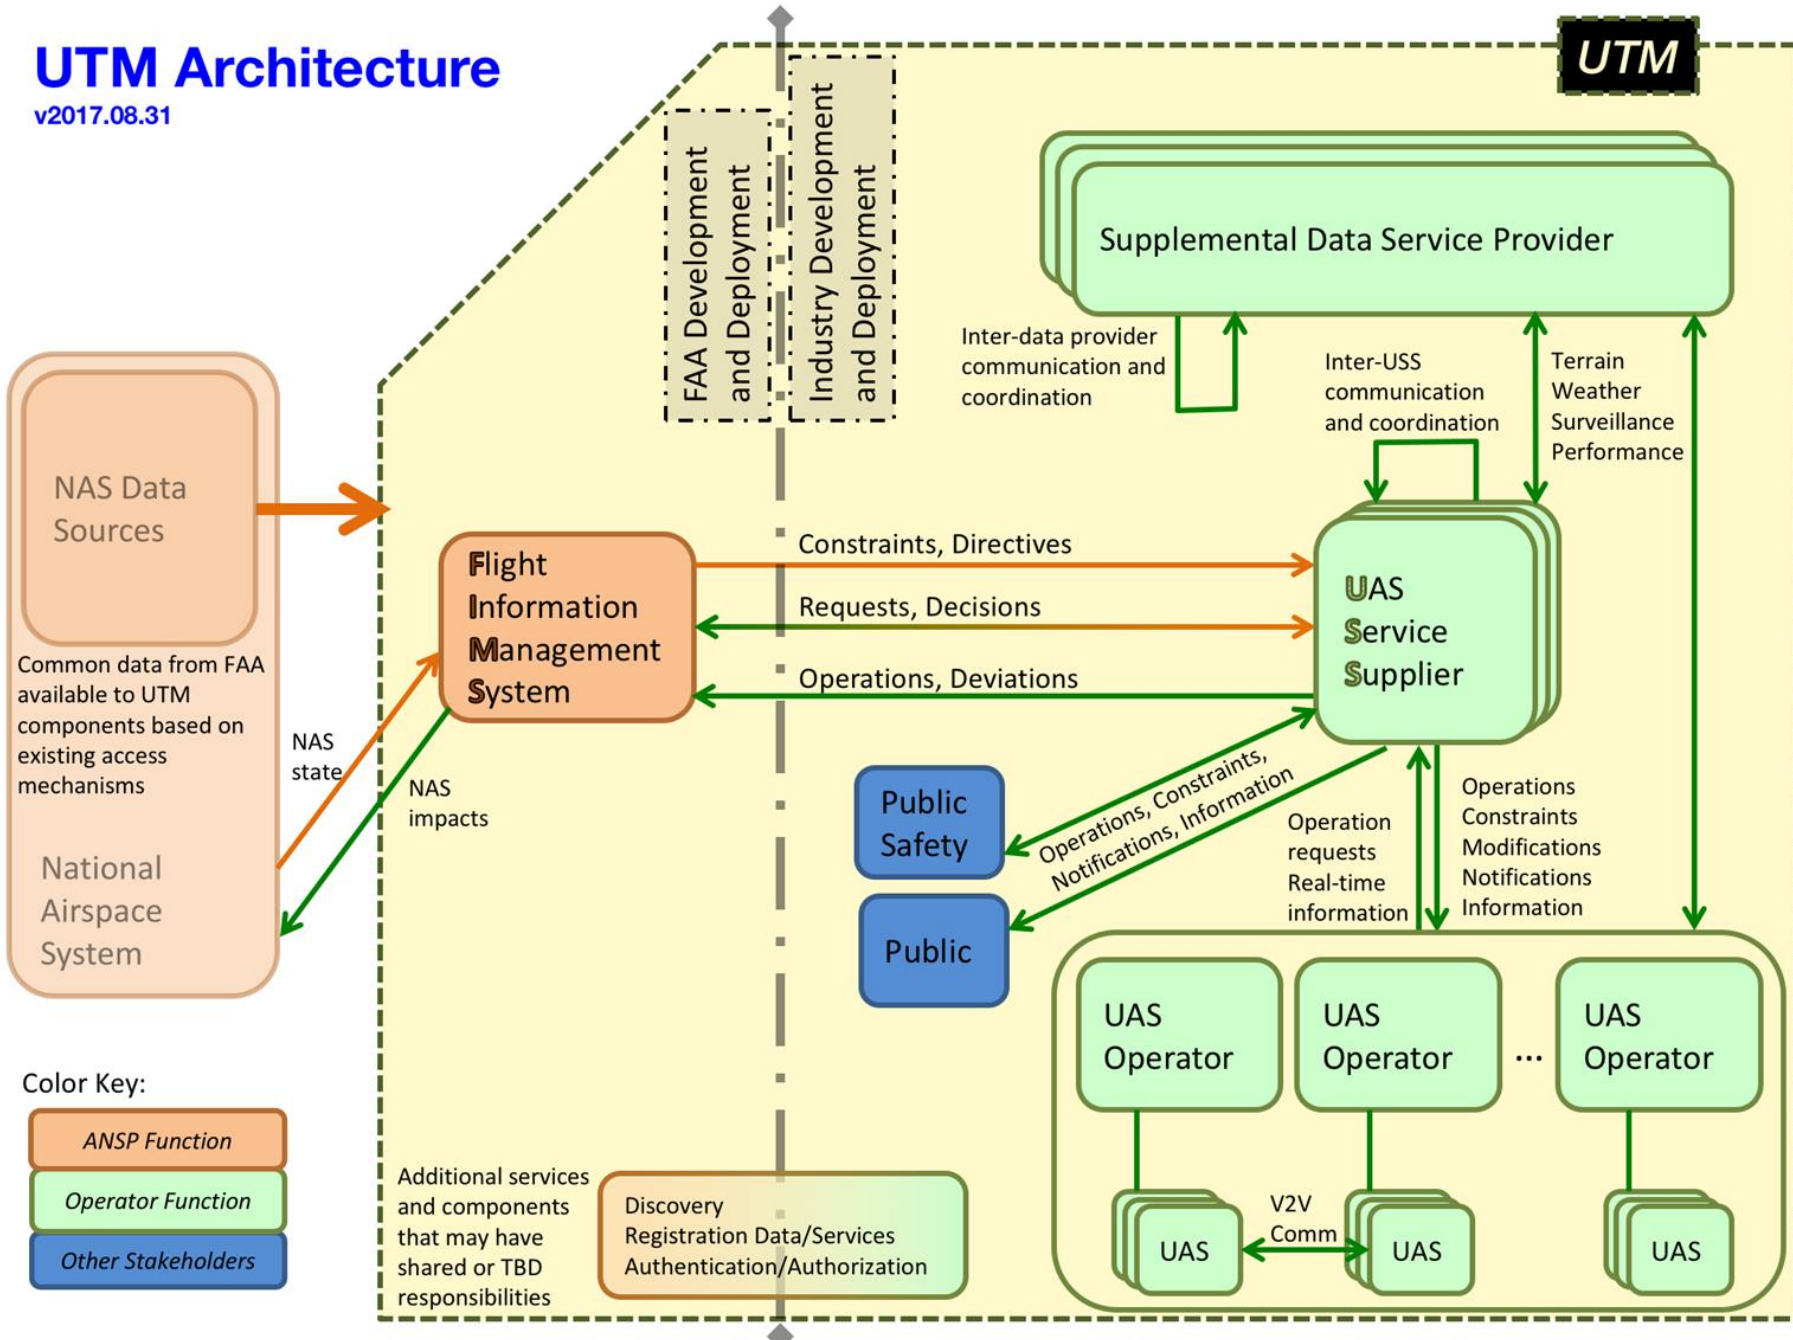 UTM Architecture
v2017.08.31
UTM
FAA Development
and Deployment
Industry Development
and Deployment
Supplemental Data Service Provider
Inter-data provider
communication and
coordination
Inter-USS
communication
and coordination
Terrain
Weather
Surveillance
Performance
NAS Data
Sources
Common data from FAA
available to UTM
components based on
existing access
mechanisms
National
Airspace
System
NAS
state
NAS
impacts
Flight
Information
Management
System
Constraints, Directives
Requests, Decisions
Operations, Deviations
UAS
Service
Supplier
Public
Safety
Public
Operations, Constraints,
Notifications, Information
Operation
requests
Real-time
information
Operations
Constraints
Modifications
Notifications
Information
UAS
Operator
UAS
Operator
...
UAS
Operator
UAS
V2V
Comm
UAS
UAS
Color Key:
ANSP Function
Operator Function
Other Stakeholders
Additional services
and components
that may have
shared or TBD
responsibilities
Discovery
Registration Data/Services
Authentication/Authorization